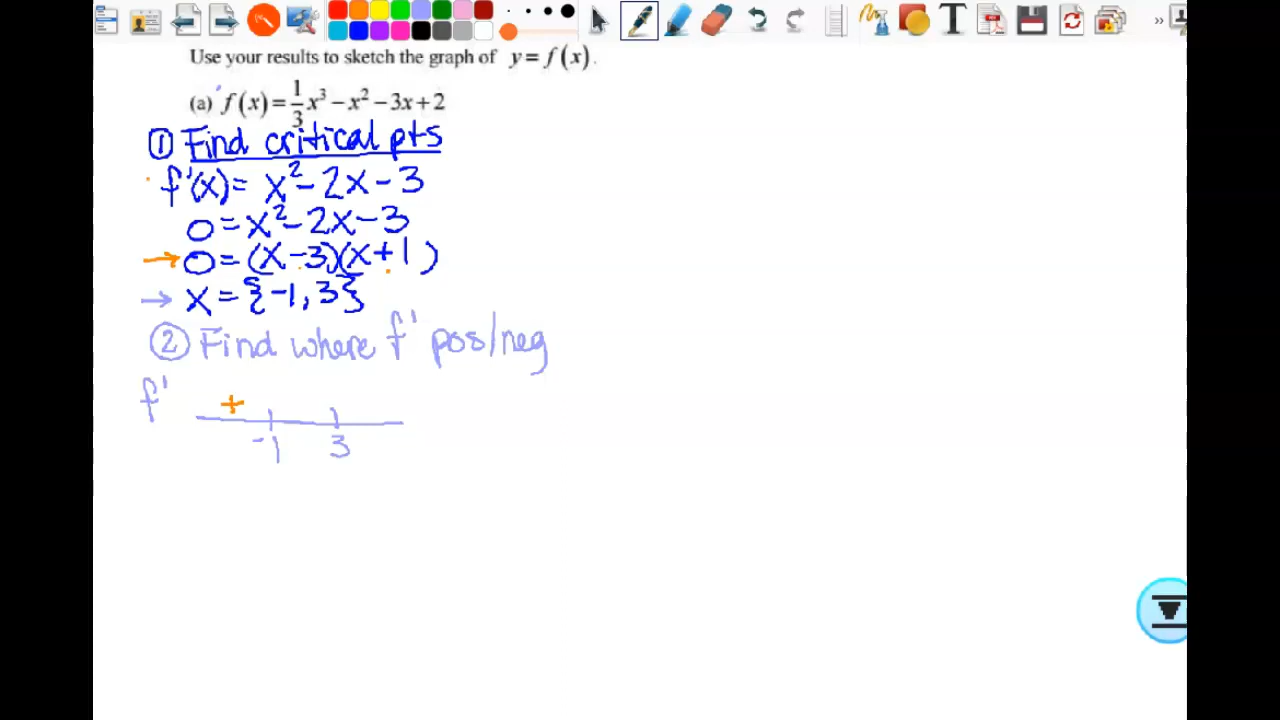 Use your results to sketch the graph of y = f(x).
(a) f(x) = 1/3 x³ − x² − 3x + 2
① Find critical pts
f'(x) = x² − 2x − 3
0 = x² − 2x − 3
→ 0 = (x − 3)(x + 1)
→ x = {−1, 3}
② Find where f' pos/neg
f' +
−1 3